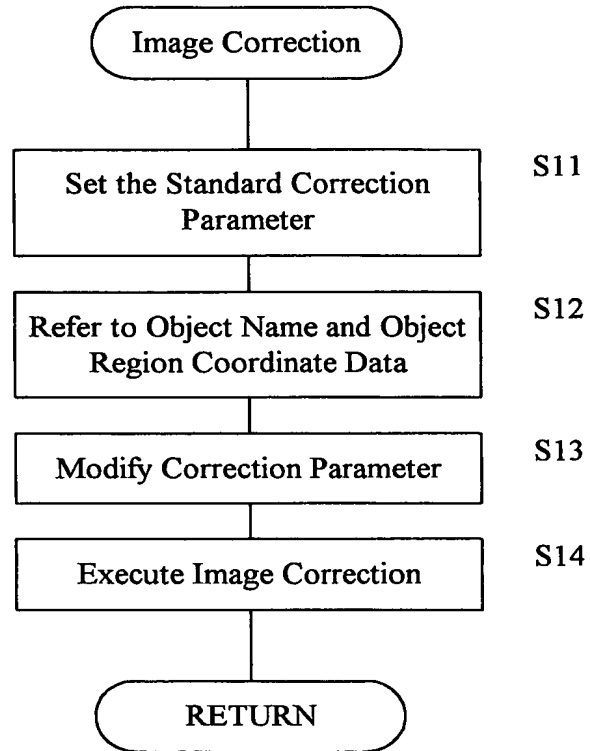 Image Correction
Set the Standard Correction
Parameter
S11
Refer to Object Name and Object
Region Coordinate Data
S12
Modify Correction Parameter
S13
Execute Image Correction
S14
RETURN